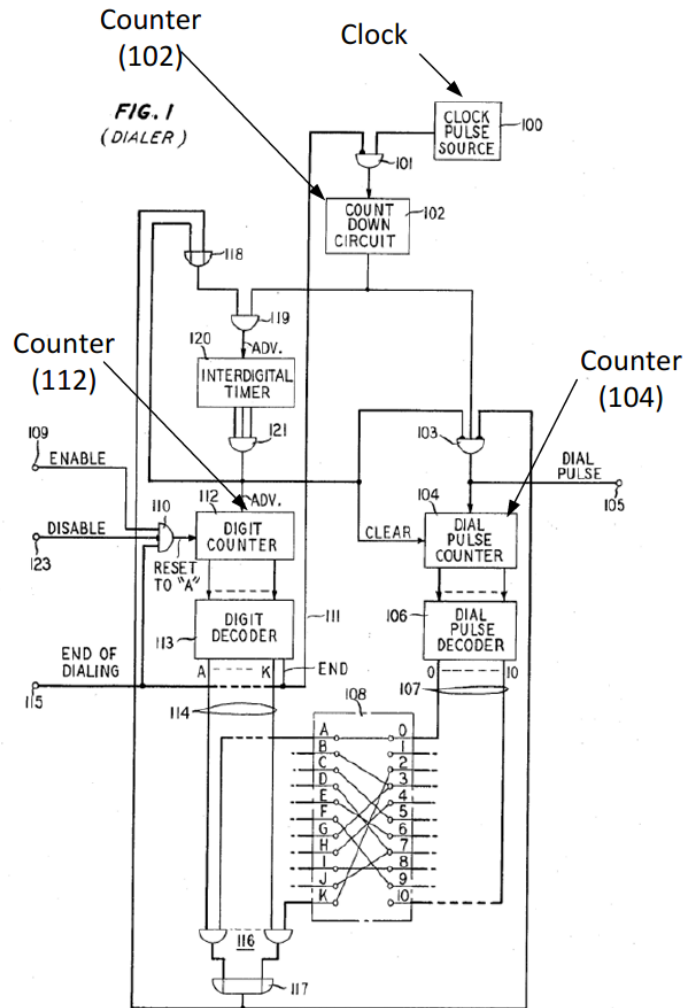 Counter
(102)
Clock
FIG. 1
(DIALER)
CLOCK
PULSE
SOURCE
100
101
COUNT
DOWN
CIRCUIT
102
118
119
ADV.
Counter
(112)
120
INTERDIGITAL
TIMER
121
Counter
(104)
103
109
ENABLE
DIAL
PULSE
105
ADV.
112
DIGIT
COUNTER
110
DISABLE
123
RESET
TO "A"
CLEAR
104
DIAL
PULSE
COUNTER
113
DIGIT
DECODER
111
106
DIAL
PULSE
DECODER
END OF
DIALING
115
A
K
END
0
10
107
114
108
A 0
B 1
C 2
D 3
E 4
F 5
G 6
H 7
I 8
J 9
K 10
116
117